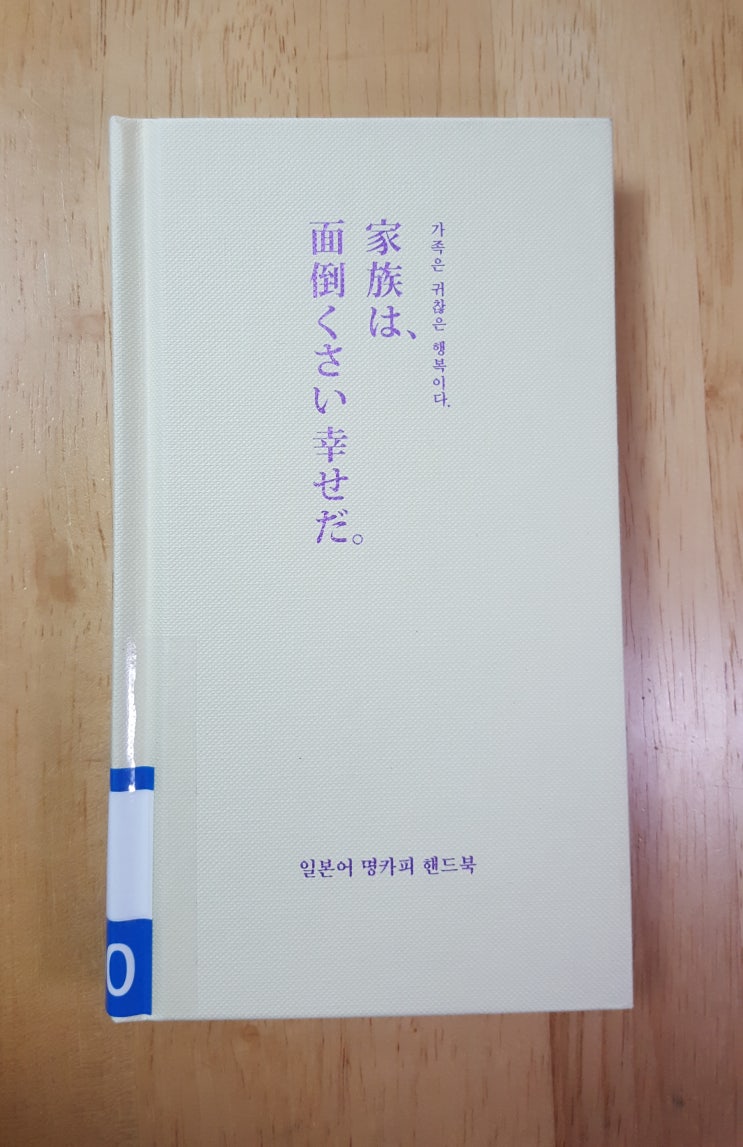 가족은 귀찮은 행복이다.
家族は、
面倒くさい幸せだ。
일본어 명카피 핸드북
0